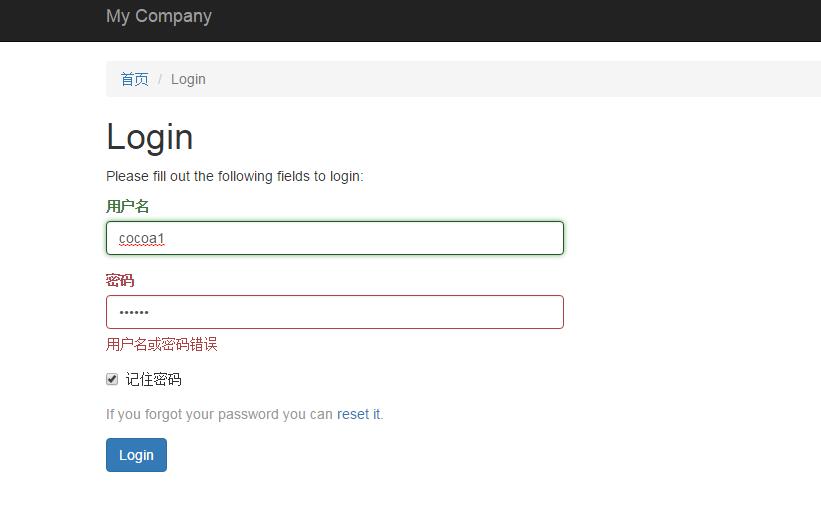 My Company
首页 / Login
Login
Please fill out the following fields to login:
用户名
cocoa1
密码
••••••
用户名或密码错误
记住密码
If you forgot your password you can reset it.
Login